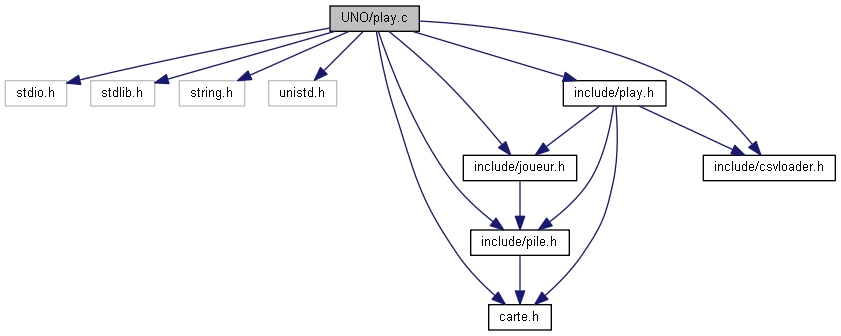 UNO/play.c
stdio.h
stdlib.h
string.h
unistd.h
include/play.h
include/joueur.h
include/csvloader.h
include/pile.h
carte.h